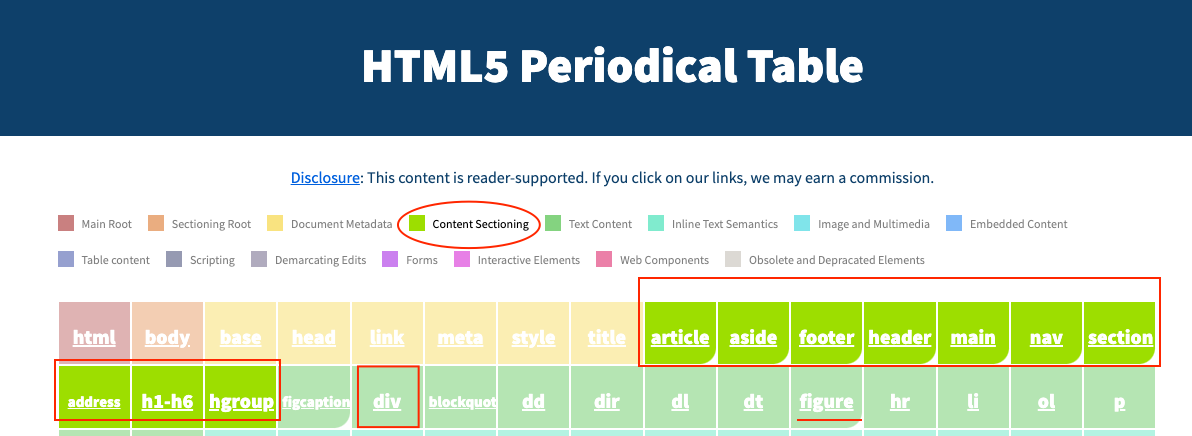 HTML5 Periodical Table
Disclosure: This content is reader-supported. If you click on our links, we may earn a commission.
Main Root Sectioning Root Document Metadata Content Sectioning Text Content Inline Text Semantics Image and Multimedia Embedded Content
Table content Scripting Demarcating Edits Forms Interactive Elements Web Components Obsolete and Depracated Elements
html body base head link meta style title article aside footer header main nav section
address h1-h6 hgroup figcaption div blockquot dd dir dl dt figure hr li ol p